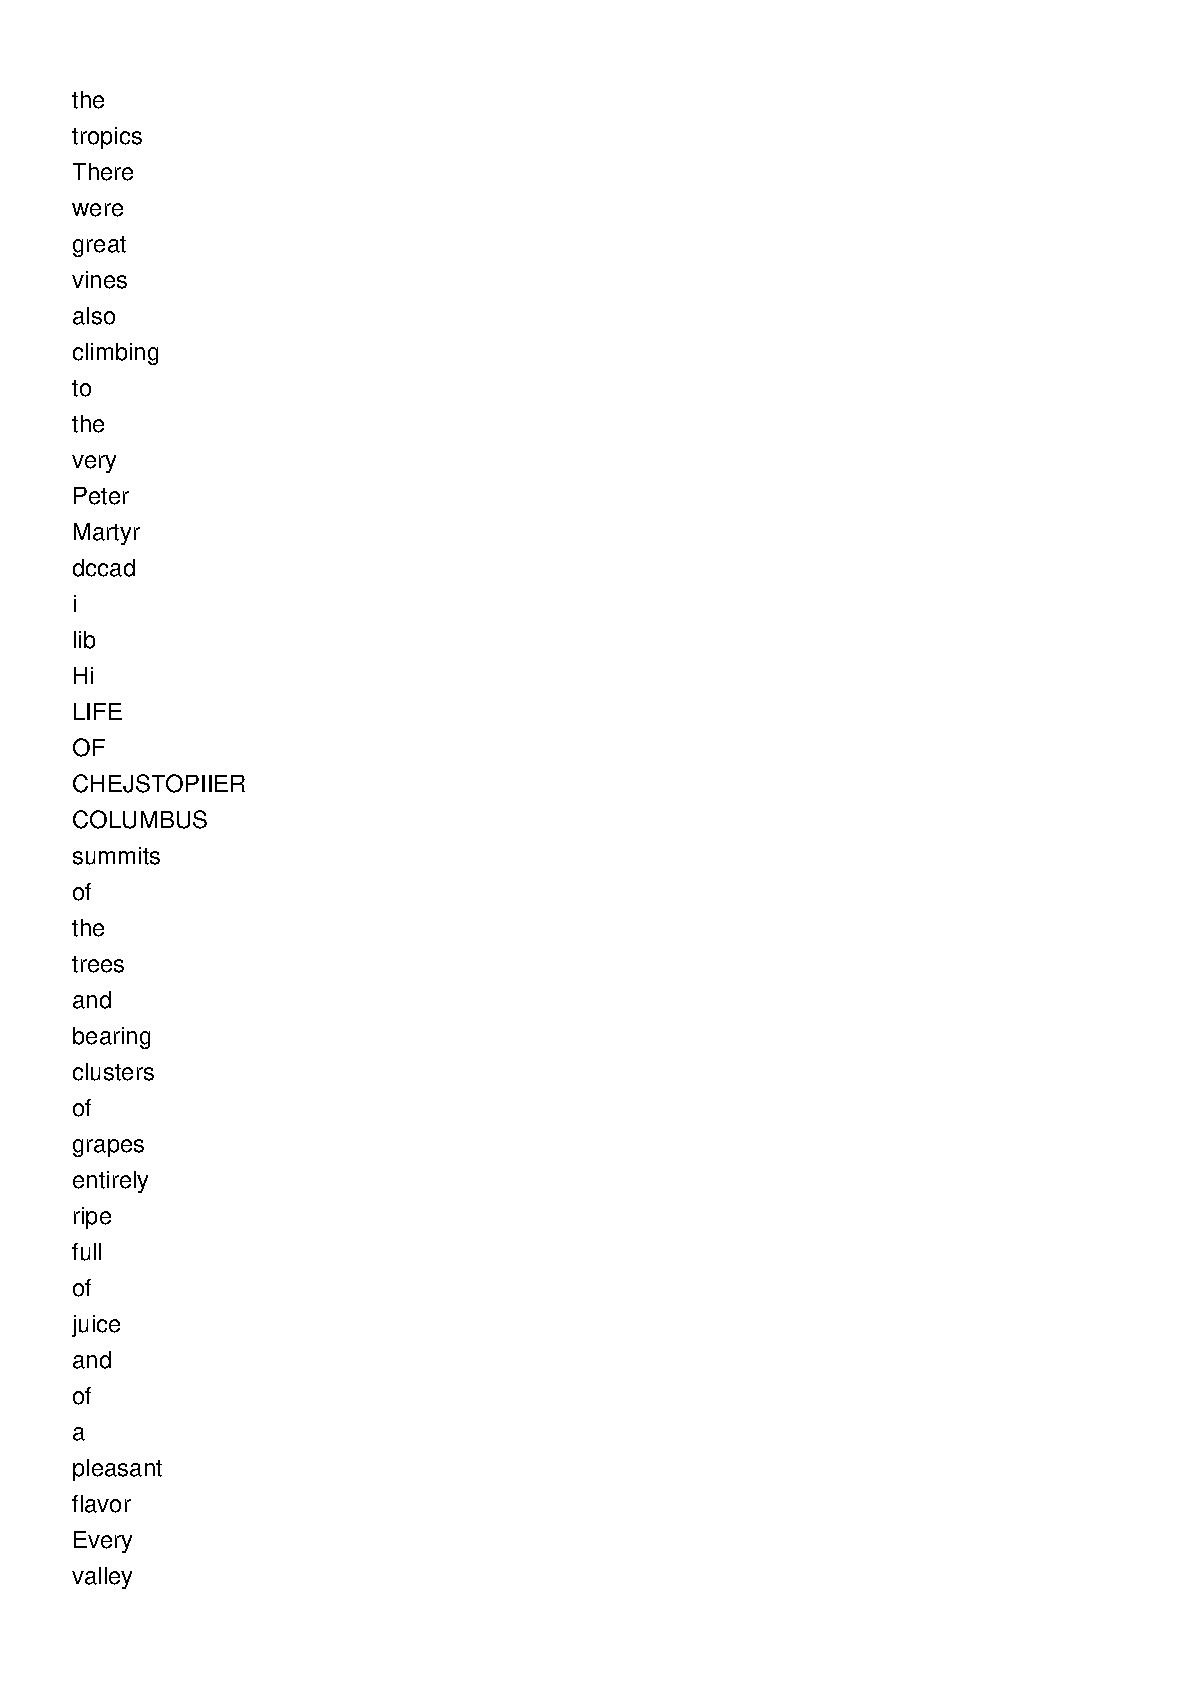 the
tropics
There
were
great
vines
also
climbing
to
the
very
Peter
Martyr
dccad
i
lib
Hi
LIFE
OF
CHEJSTOPIIER
COLUMBUS
summits
of
the
trees
and
bearing
clusters
of
grapes
entirely
ripe
full
of
juice
and
of
a
pleasant
flavor
Every
valley